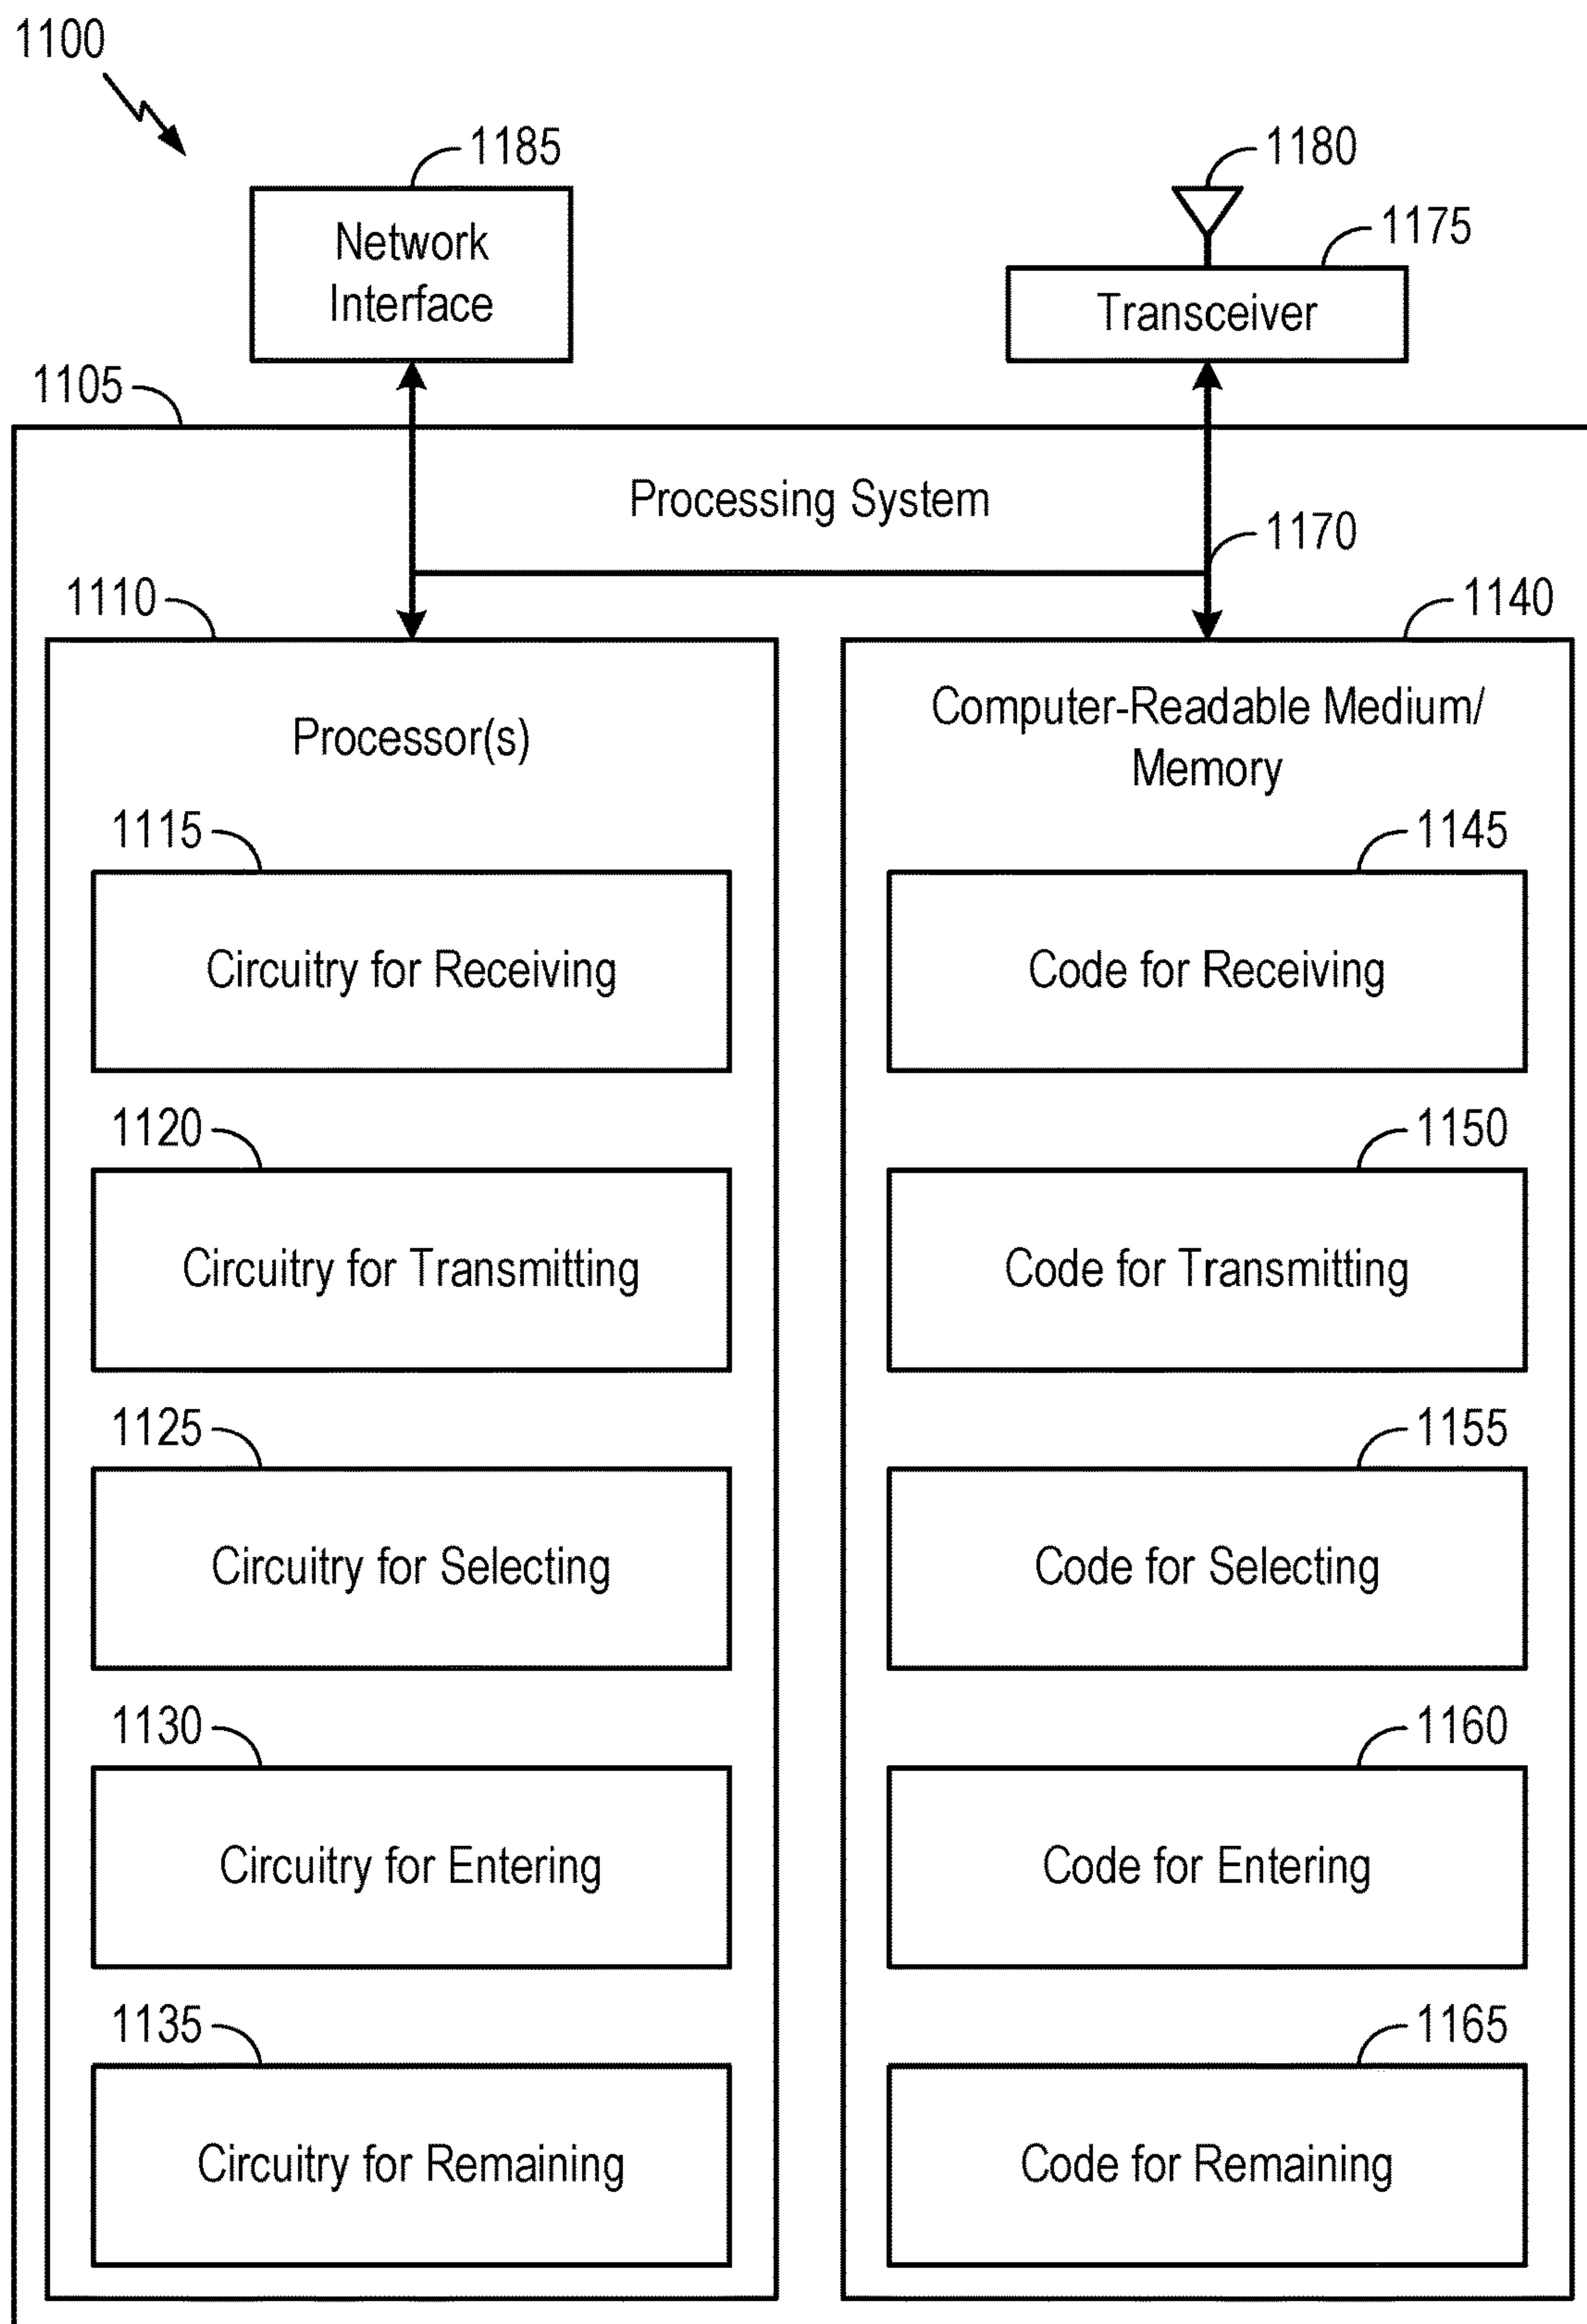 1100
1185
1180
Network
Interface
1175
Transceiver
1105
Processing System
1170
1110
1140
Processor(s)
Computer-Readable Medium/
Memory
1115
1145
Circuitry for Receiving
Code for Receiving
1120
1150
Circuitry for Transmitting
Code for Transmitting
1125
1155
Circuitry for Selecting
Code for Selecting
1130
1160
Circuitry for Entering
Code for Entering
1135
1165
Circuitry for Remaining
Code for Remaining